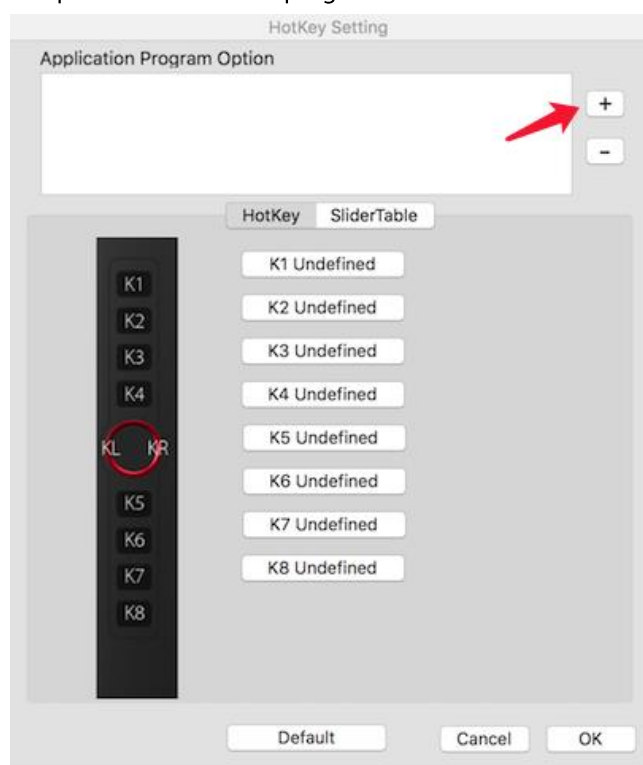 HotKey Setting
Application Program Option
+
-
HotKey SliderTable
K1
K2
K3
K4
KL KR
K5
K6
K7
K8
K1 Undefined
K2 Undefined
K3 Undefined
K4 Undefined
K5 Undefined
K6 Undefined
K7 Undefined
K8 Undefined
Default Cancel OK